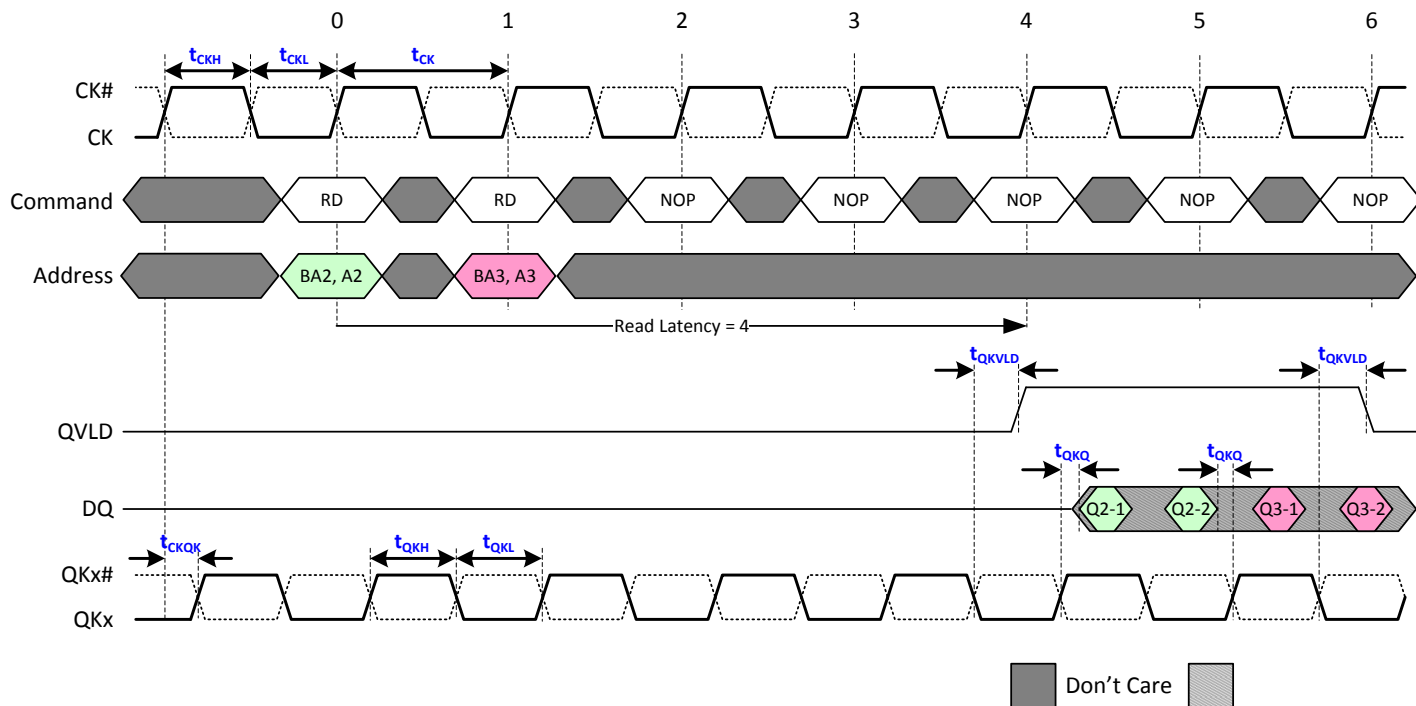 0 1 2 3 4 5 6
tCKH tCKL tCK
CK#
CK
Command RD RD NOP NOP NOP NOP NOP
Address BA2, A2 BA3, A3
Read Latency = 4
tQKVLD tQKVLD
QVLD
tQKQ tQKQ
DQ Q2-1 Q2-2 Q3-1 Q3-2
tCKQK tQKH tQKL
QKx#
QKx
Don't Care